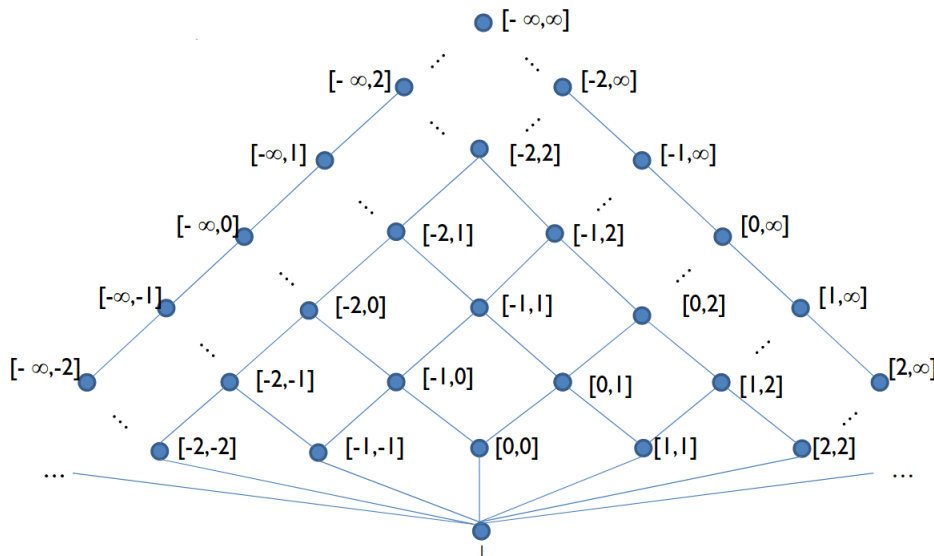 [- ∞,∞]
[- ∞,2] ... ... [-2,∞]
... ...
[-∞,1] [-2,2] [-1,∞]
... ...
[- ∞,0] [-2,1] [-1,2] [0,∞]
... ...
[-∞,-1] [-2,0] [-1,1] [0,2] [1,∞]
... ...
[- ∞,-2] [-2,-1] [-1,0] [0,1] [1,2] [2,∞]
... ...
[-2,-2] [-1,-1] [0,0] [1,1] [2,2]
... ...